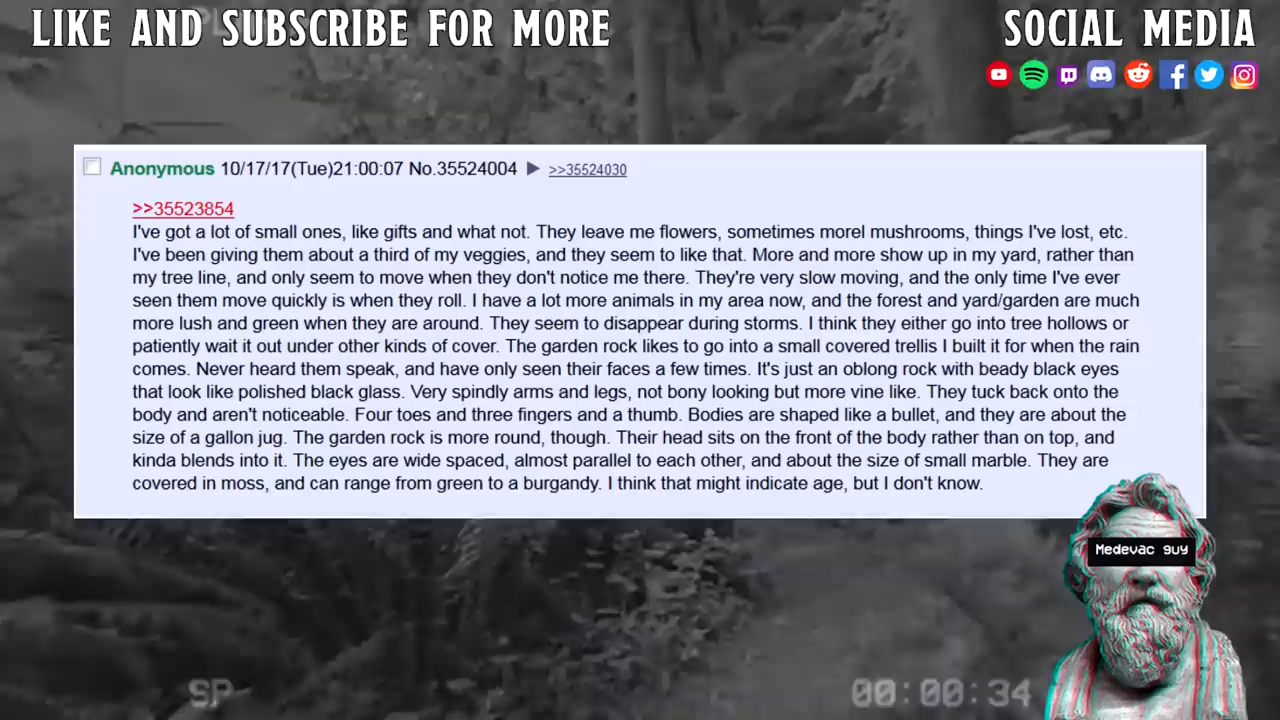 LIKE AND SUBSCRIBE FOR MORE
SOCIAL MEDIA
Anonymous 10/17/17(Tue)21:00:07 No.35524004 ▶ >>35524030
>>35523854
I've got a lot of small ones, like gifts and what not. They leave me flowers, sometimes morel mushrooms, things I've lost, etc.
I've been giving them about a third of my veggies, and they seem to like that. More and more show up in my yard, rather than
my tree line, and only seem to move when they don't notice me there. They're very slow moving, and the only time I've ever
seen them move quickly is when they roll. I have a lot more animals in my area now, and the forest and yard/garden are much
more lush and green when they are around. They seem to disappear during storms. I think they either go into tree hollows or
patiently wait it out under other kinds of cover. The garden rock likes to go into a small covered trellis I built it for when the rain
comes. Never heard them speak, and have only seen their faces a few times. It's just an oblong rock with beady black eyes
that look like polished black glass. Very spindly arms and legs, not bony looking but more vine like. They tuck back onto the
body and aren't noticeable. Four toes and three fingers and a thumb. Bodies are shaped like a bullet, and they are about the
size of a gallon jug. The garden rock is more round, though. Their head sits on the front of the body rather than on top, and
kinda blends into it. The eyes are wide spaced, almost parallel to each other, and about the size of small marble. They are
covered in moss, and can range from green to a burgandy. I think that might indicate age, but I don't know.
Medevac guy
SP
00:00:34